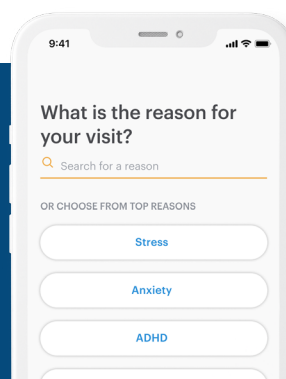 9:41
What is the reason for
your visit?
Search for a reason
OR CHOOSE FROM TOP REASONS
Stress
Anxiety
ADHD